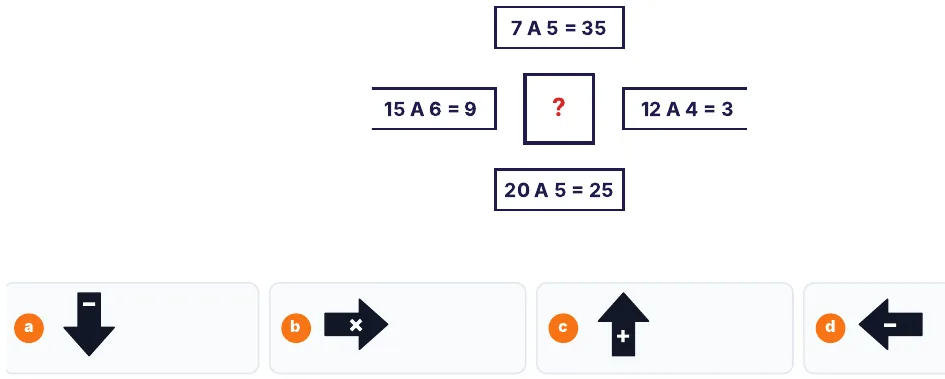 7 A 5 = 35
15 A 6 = 9
?
12 A 4 = 3
20 A 5 = 25
a
−
b
×
c
+
d
−